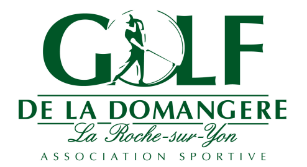 GOLF
DE LA DOMANGERE
La Roche-sur-Yon
ASSOCIATION SPORTIVE